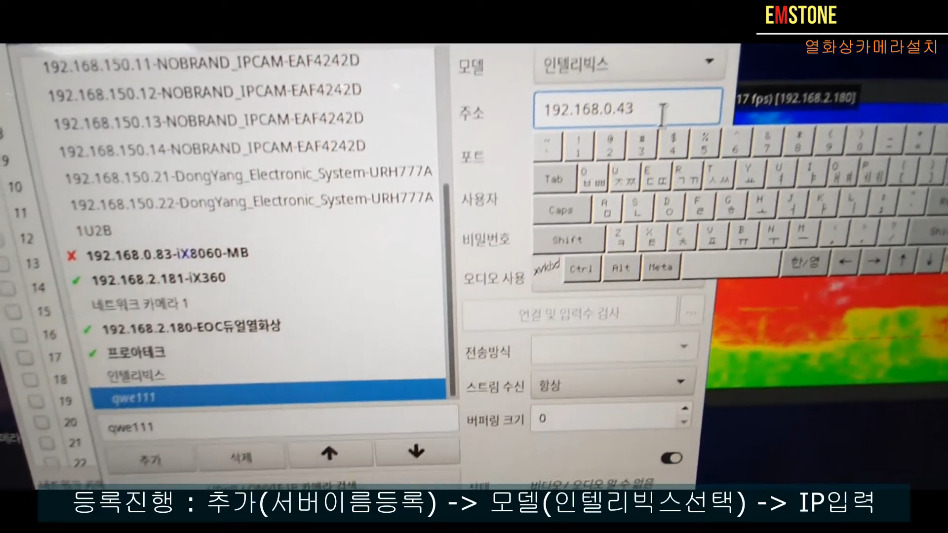 EMSTONE
열화상카메라설치
192.168.150.11-NOBRAND_IPCAM-EAF4242D
192.168.150.12-NOBRAND_IPCAM-EAF4242D
192.168.150.13-NOBRAND_IPCAM-EAF4242D
192.168.150.14-NOBRAND_IPCAM-EAF4242D
192.168.150.21-DongYang_Electronic_System-URH777A
192.168.150.22-DongYang_Electronic_System-URH777A
1U2B
192.168.0.83-iX8060-MB
192.168.2.181-iX360
네트워크 카메라 1
192.168.2.180-EOC듀얼열화상
프로아테크
인텔리빅스
qwe111
qwe111
추가
삭제
10
11
12
13
14
15
16
17
18
19
20
21
22
모델
인텔리빅스
주소
192.168.0.43
포트
사용자
비밀번호
오디오 사용
연결 및 입력수 검사
...
전송방식
스트림 수신
항상
버퍼링 크기
0
17 fps) [192.168.2.180]
Tab
Caps
Shift
xvkbd
Ctrl
Alt
Meta
한/영
등록진행 : 추가(서버이름등록) -> 모델(인텔리빅스선택) -> IP입력